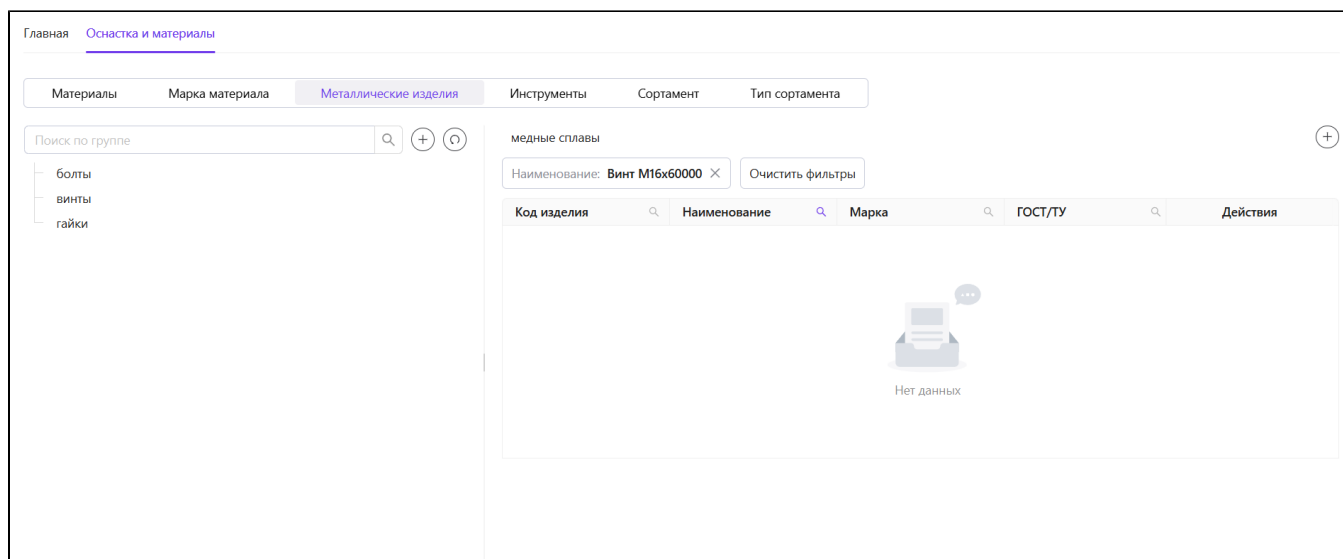 Главная Оснастка и материалы
Материалы Марка материала Металлические изделия Инструменты Сортамент Тип сортамента
Поиск по группе
болты
винты
гайки
медные сплавы
Наименование: Винт М16х60000 Очистить фильтры
Код изделия Наименование Марка ГОСТ/ТУ Действия
Нет данных